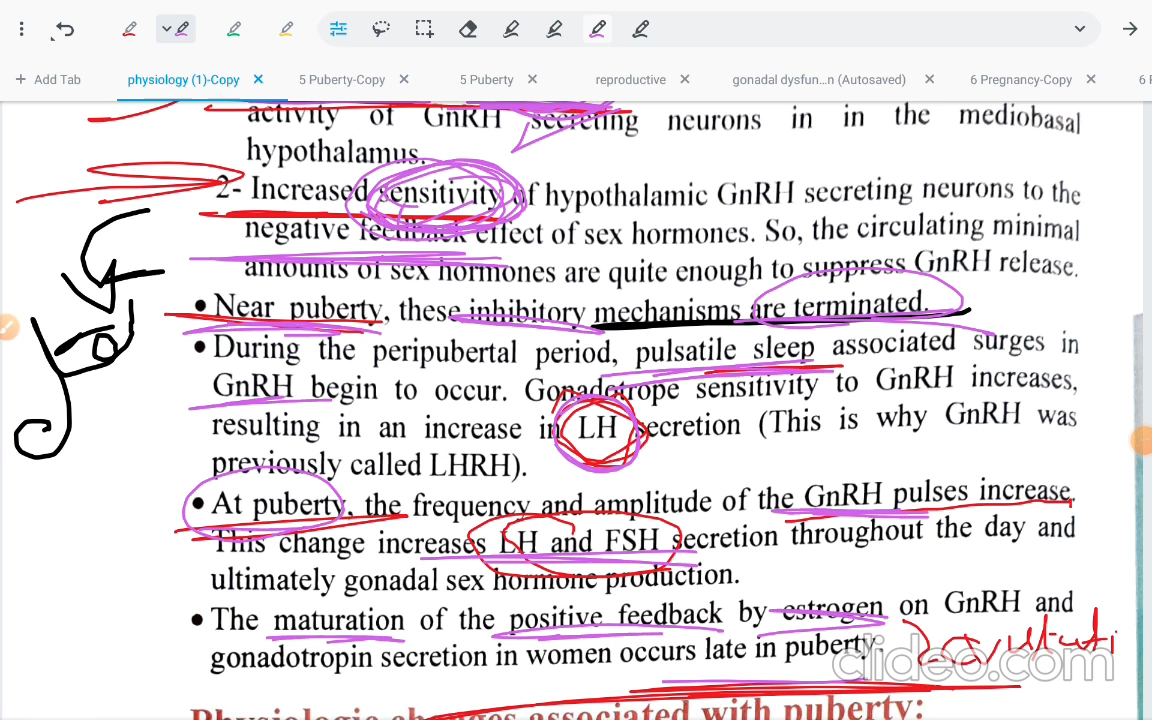 Add Tab physiology (1)-Copy 5 Puberty-Copy 5 Puberty reproductive gonadal dysfun...n (Autosaved) 6 Pregnancy-Copy 6
activity of GnRH secreting neurons in in the mediobasal
hypothalamus.
2- Increased sensitivity of hypothalamic GnRH secreting neurons to the
negative feedback effect of sex hormones. So, the circulating minimal
amounts of sex hormones are quite enough to suppress GnRH release.
• Near puberty, these inhibitory mechanisms are terminated.
• During the peripubertal period, pulsatile sleep associated surges in
GnRH begin to occur. Gonadotrope sensitivity to GnRH increases,
resulting in an increase in LH secretion (This is why GnRH was
previously called LHRH).
• At puberty, the frequency and amplitude of the GnRH pulses increase.
This change increases LH and FSH secretion throughout the day and
ultimately gonadal sex hormone production.
• The maturation of the positive feedback by estrogen on GnRH and
gonadotropin secretion in women occurs late in puberty.
clideo.com
Physiologic changes associated with puberty: